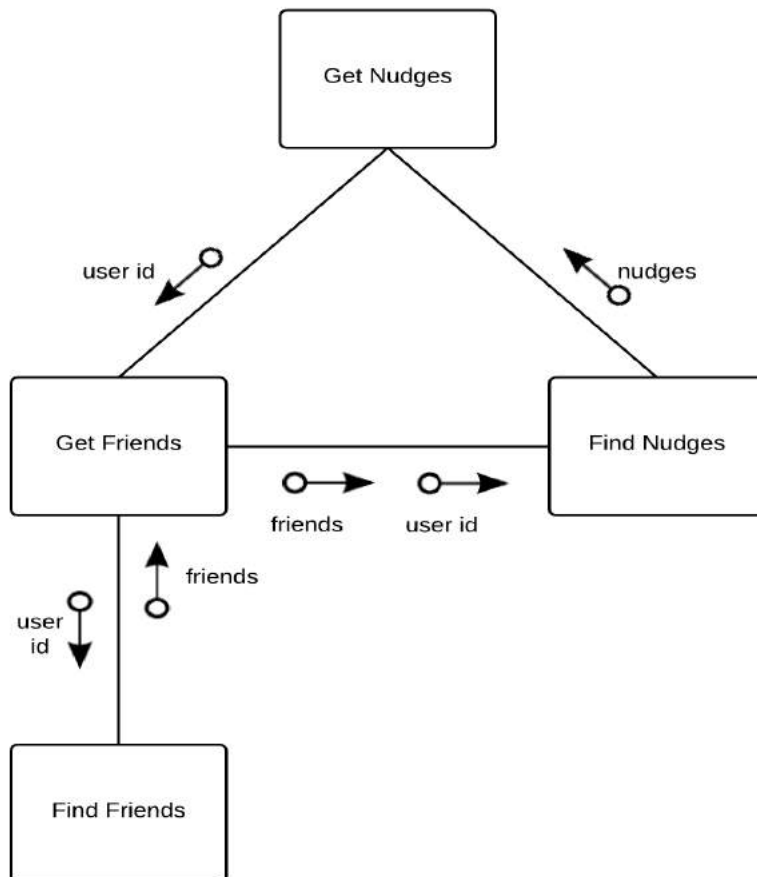 Get Nudges
user id
nudges
Get Friends
Find Nudges
friends
user id
friends
user
id
Find Friends